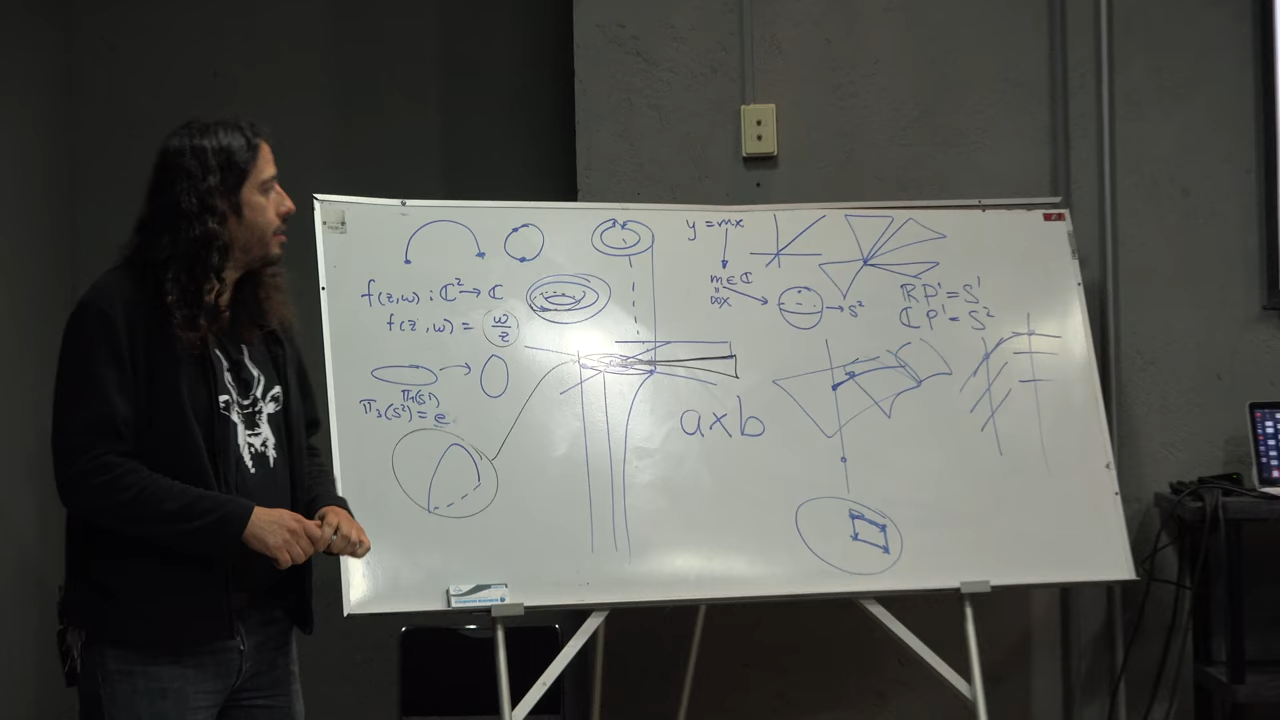 f(z,w) : ℂ² → ℂ
f(z,w) = w/z
π₁(S¹)
π₃(S²) = e
y = mx
m ∈ ℂ
→ S²
ℝP¹ = S¹
ℂP¹ = S²
a×b